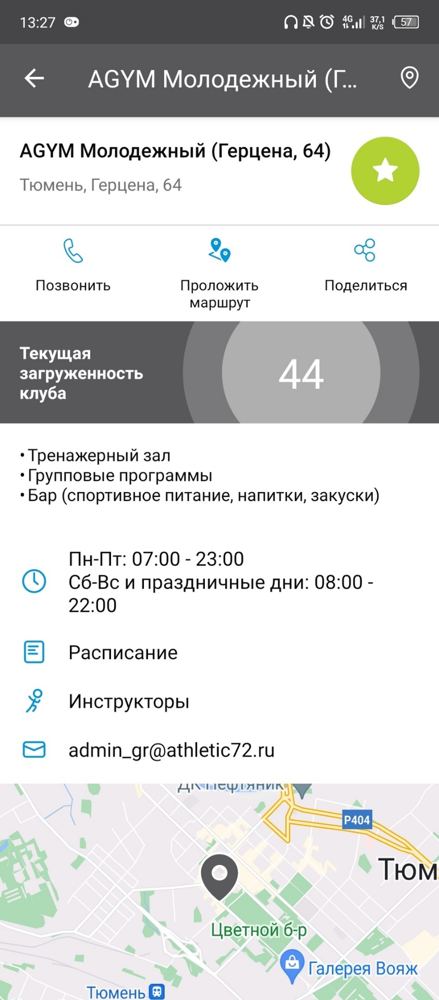 13:27
4G
37,1
K/S
57
AGYM Молодежный (Г...
AGYM Молодежный (Герцена, 64)
Тюмень, Герцена, 64
Позвонить
Проложить
маршрут
Поделиться
Текущая
загруженность
клуба
44
• Тренажерный зал
• Групповые программы
• Бар (спортивное питание, напитки, закуски)
Пн-Пт: 07:00 - 23:00
Сб-Вс и праздничные дни: 08:00 -
22:00
Расписание
Инструкторы
admin_gr@athletic72.ru
ДК Нефтяник
Р404
Тюм
Цветной б-р
Галерея Вояж
Тюмень